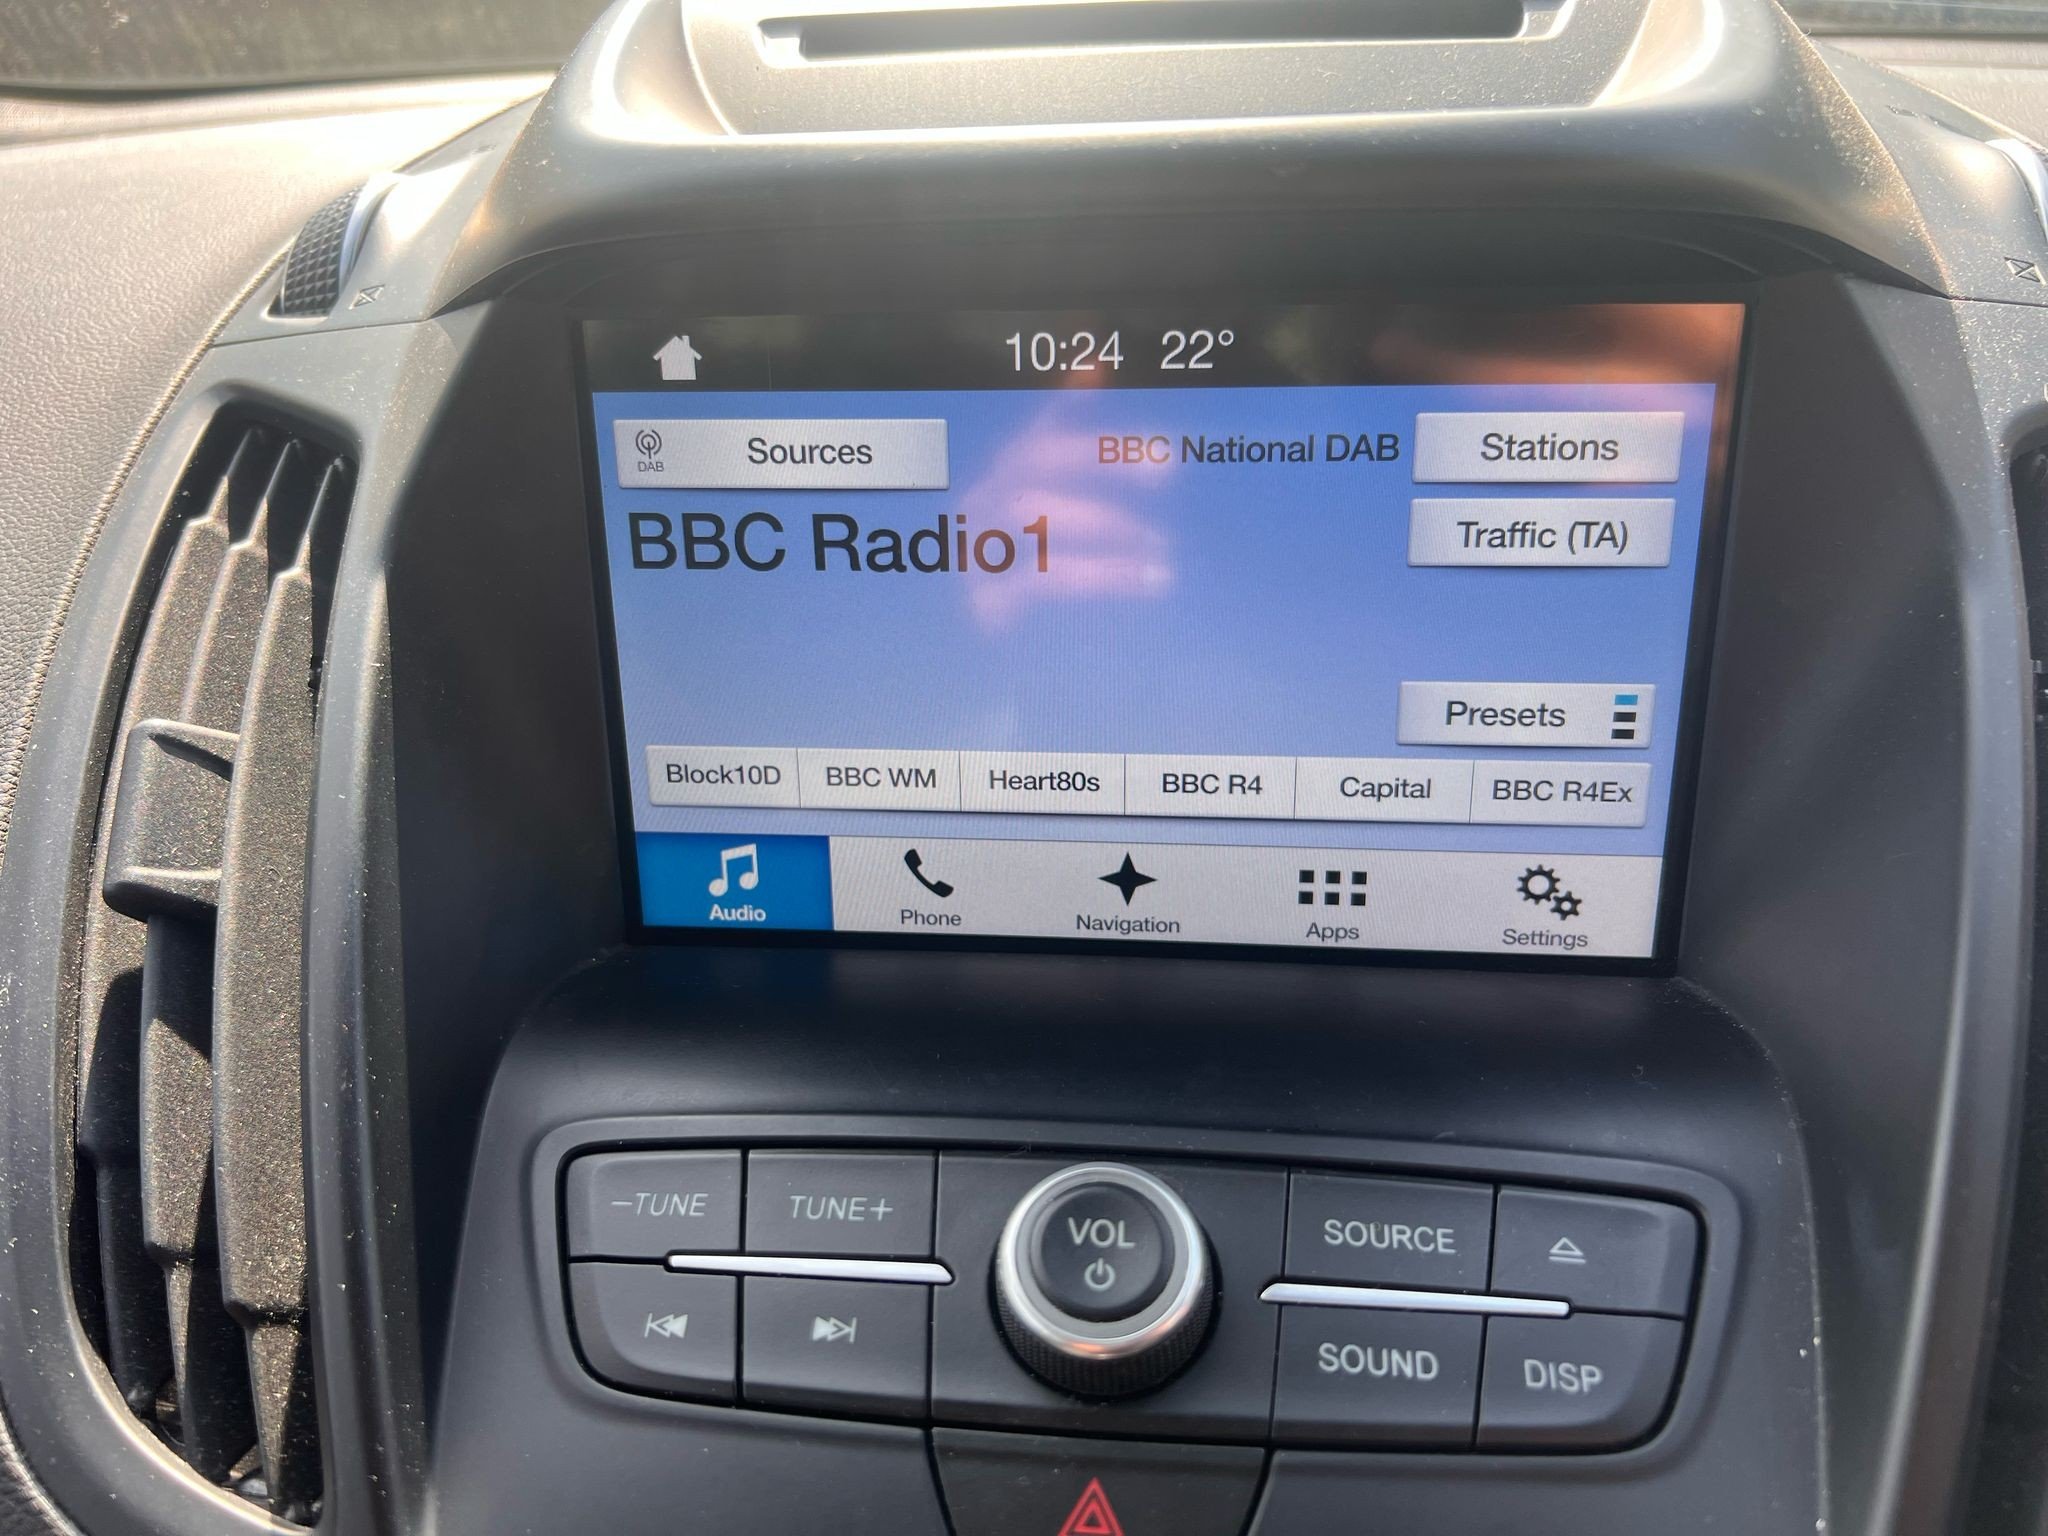 10:24 22°
DAB
Sources
BBC National DAB
Stations
BBC Radio1
Traffic (TA)
Presets
Block10D
BBC WM
Heart80s
BBC R4
Capital
BBC R4Ex
Audio
Phone
Navigation
Apps
Settings
–TUNE
TUNE+
VOL
SOURCE
SOUND
DISP